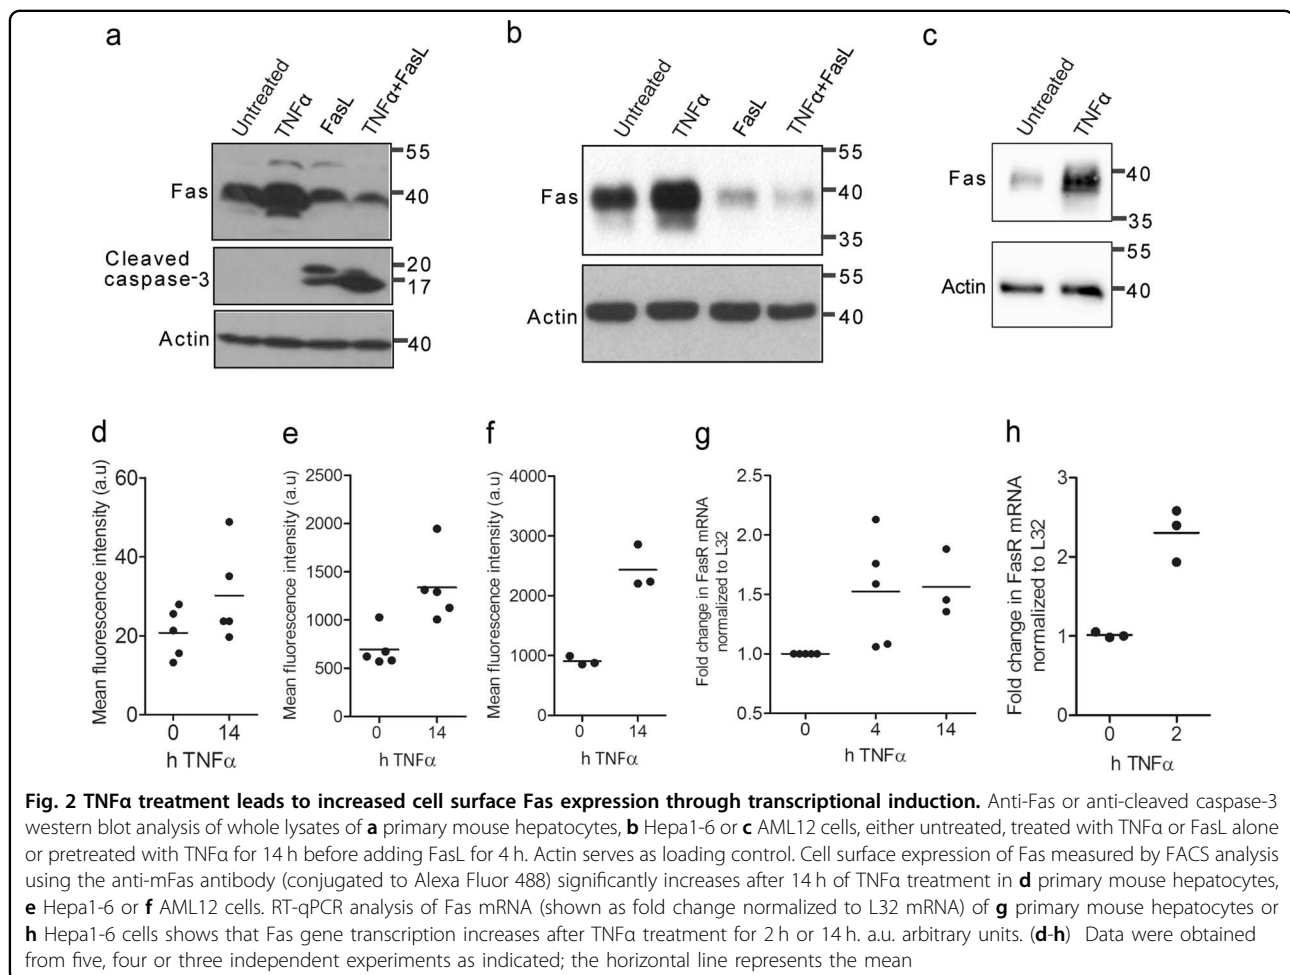 a
Untreated
TNFα
FasL
TNFα+FasL
Fas
55
40
Cleaved
caspase-3
20
17
Actin
40
b
Untreated
TNFα
FasL
TNFα+FasL
Fas
55
40
35
Actin
55
40
c
Untreated
TNFα
Fas
40
35
Actin
55
40
d
Mean fluorescence intensity (a.u)
60
40
20
0
0 14
h TNFα
e
Mean fluorescence intensity (a.u)
2500
2000
1500
1000
500
0
0 14
h TNFα
f
Mean fluorescence intensity (a.u)
4000
3000
2000
1000
0
0 14
h TNFα
g
Fold change in FasR mRNA
normalized to L32
2.5
2.0
1.5
1.0
0.5
0 4 14
h TNFα
h
Fold change in FasR mRNA
normalized to L32
3
2
1
0
0 2
h TNFα
Fig. 2 TNFα treatment leads to increased cell surface Fas expression through transcriptional induction. Anti-Fas or anti-cleaved caspase-3
western blot analysis of whole lysates of a primary mouse hepatocytes, b Hepa1-6 or c AML12 cells, either untreated, treated with TNFα or FasL alone
or pretreated with TNFα for 14 h before adding FasL for 4 h. Actin serves as loading control. Cell surface expression of Fas measured by FACS analysis
using the anti-mFas antibody (conjugated to Alexa Fluor 488) significantly increases after 14 h of TNFα treatment in d primary mouse hepatocytes,
e Hepa1-6 or f AML12 cells. RT-qPCR analysis of Fas mRNA (shown as fold change normalized to L32 mRNA) of g primary mouse hepatocytes or
h Hepa1-6 cells shows that Fas gene transcription increases after TNFα treatment for 2 h or 14 h. a.u. arbitrary units. (d-h) Data were obtained
from five, four or three independent experiments as indicated; the horizontal line represents the mean